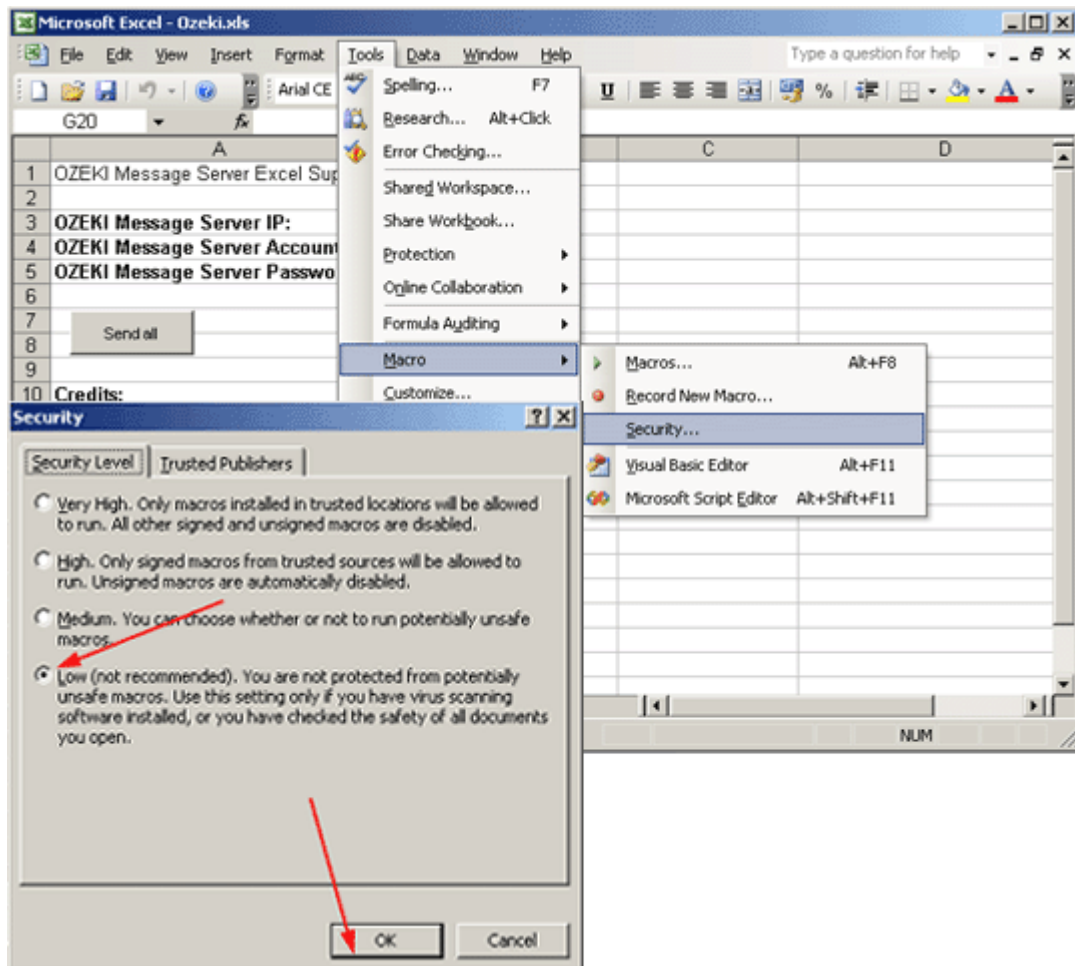 Microsoft Excel - Ozeki.xls
File Edit View Insert Format Tools Data Window Help Type a question for help
Arial CE U %
G20 fx
Spelling... F7
Research... Alt+Click
Error Checking...
Shared Workspace...
Share Workbook...
Protection
Online Collaboration
Formula Auditing
Macro
Customize...
A C D
1 OZEKI Message Server Excel Sup
2
3 OZEKI Message Server IP:
4 OZEKI Message Server Account
5 OZEKI Message Server Passwo
6
7
Send all
8
9
10 Credits:
Macros... Alt+F8
Record New Macro...
Security...
Visual Basic Editor Alt+F11
Microsoft Script Editor Alt+Shift+F11
NUM
Security
Security Level Trusted Publishers
Very High. Only macros installed in trusted locations will be allowed
to run. All other signed and unsigned macros are disabled.
High. Only signed macros from trusted sources will be allowed to
run. Unsigned macros are automatically disabled.
Medium. You can choose whether or not to run potentially unsafe
macros.
Low (not recommended). You are not protected from potentially
unsafe macros. Use this setting only if you have virus scanning
software installed, or you have checked the safety of all documents
you open.
OK Cancel